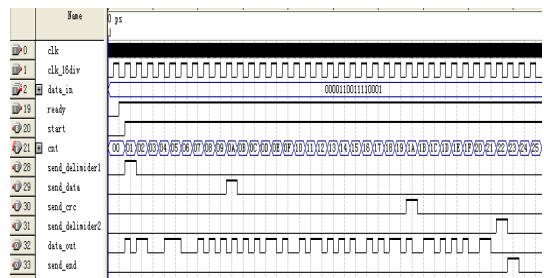 Name
0 ps
0 clk
1 clk_16div
2 data_in 0000110011110001
19 ready
20 start
21 cnt 00 01 02 03 04 05 06 07 08 09 0A 0B 0C 0D 0E 0F 10 11 12 13 14 15 16 17 18 19 1A 1B 1C 1D 1E 1F 20 21 22 23 24 25
28 send_delimider1
29 send_data
30 send_crc
31 send_delimider2
32 data_out
33 send_end